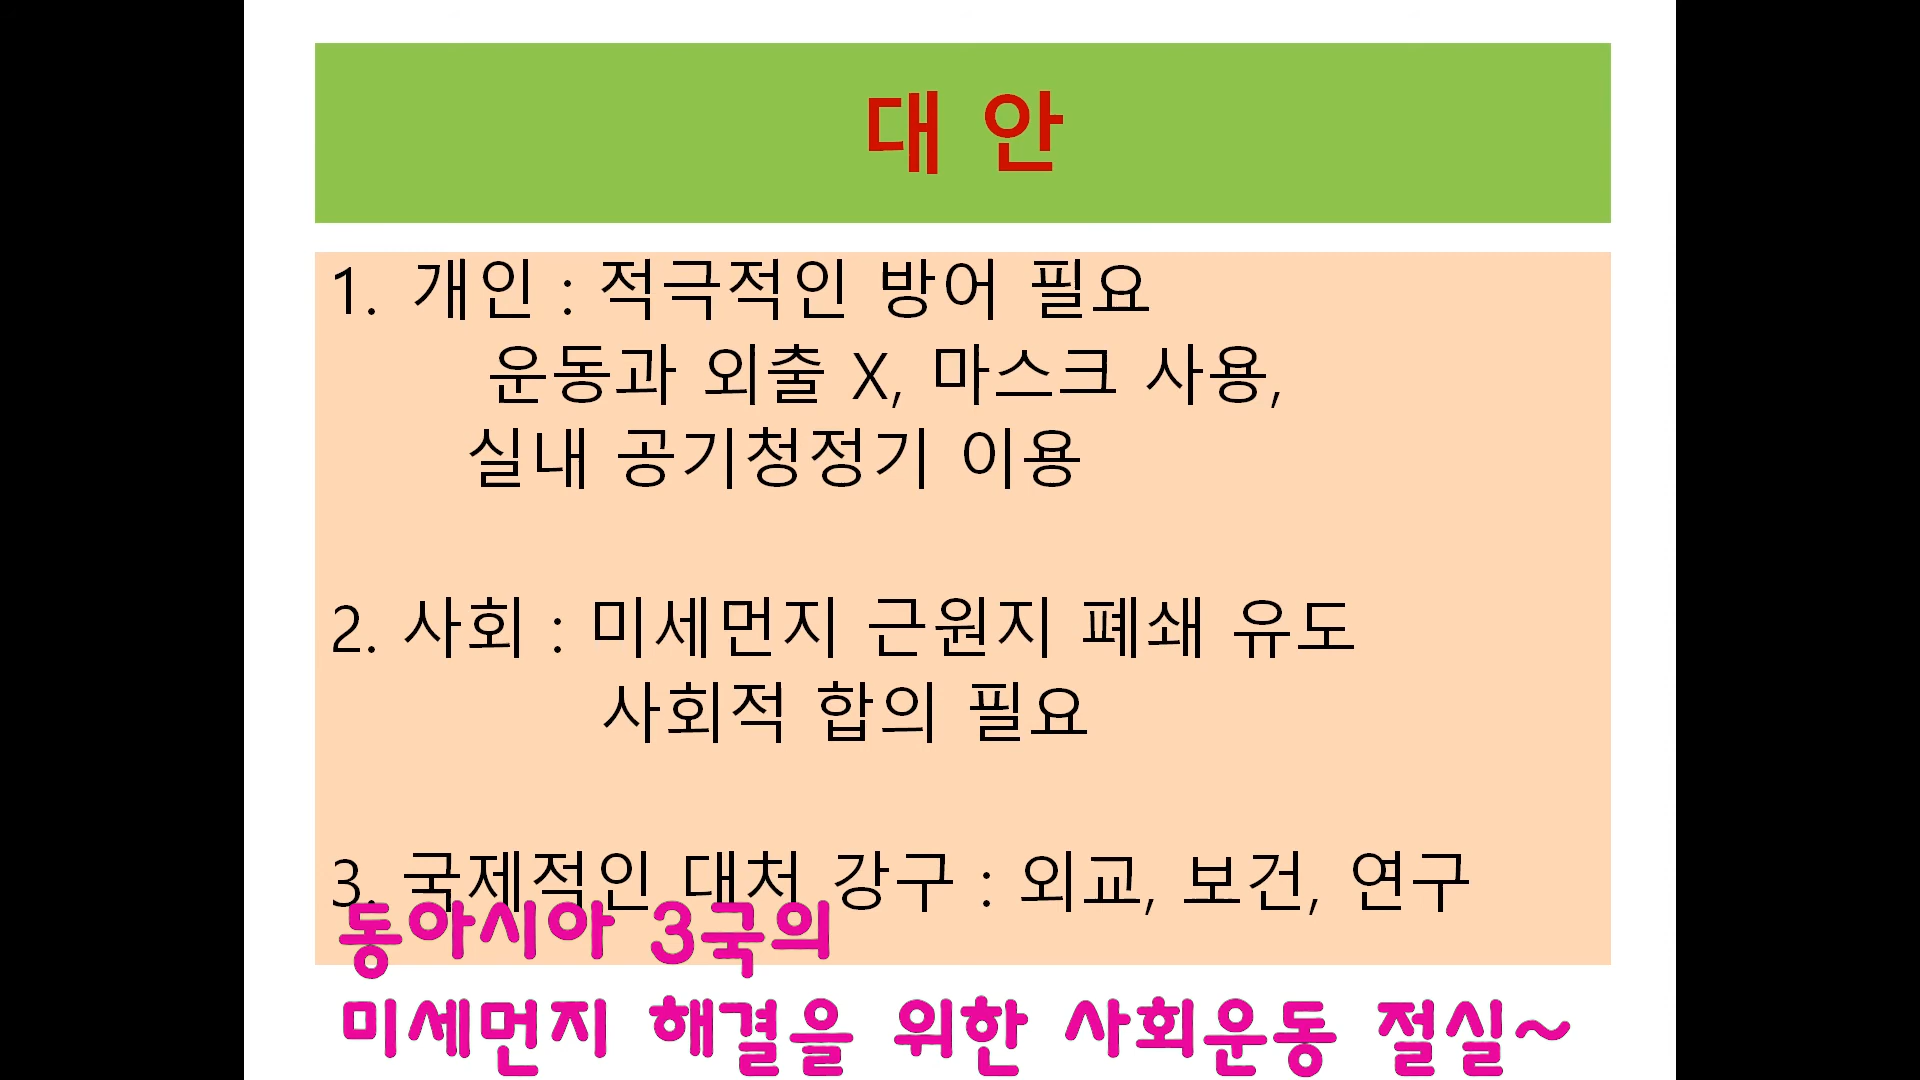 대 안
1. 개인 : 적극적인 방어 필요
운동과 외출 X, 마스크 사용,
실내 공기청정기 이용
2. 사회 : 미세먼지 근원지 폐쇄 유도
사회적 합의 필요
3. 국제적인 대처 강구 : 외교, 보건, 연구
동아시아 3국의
미세먼지 해결을 위한 사회운동 절실~